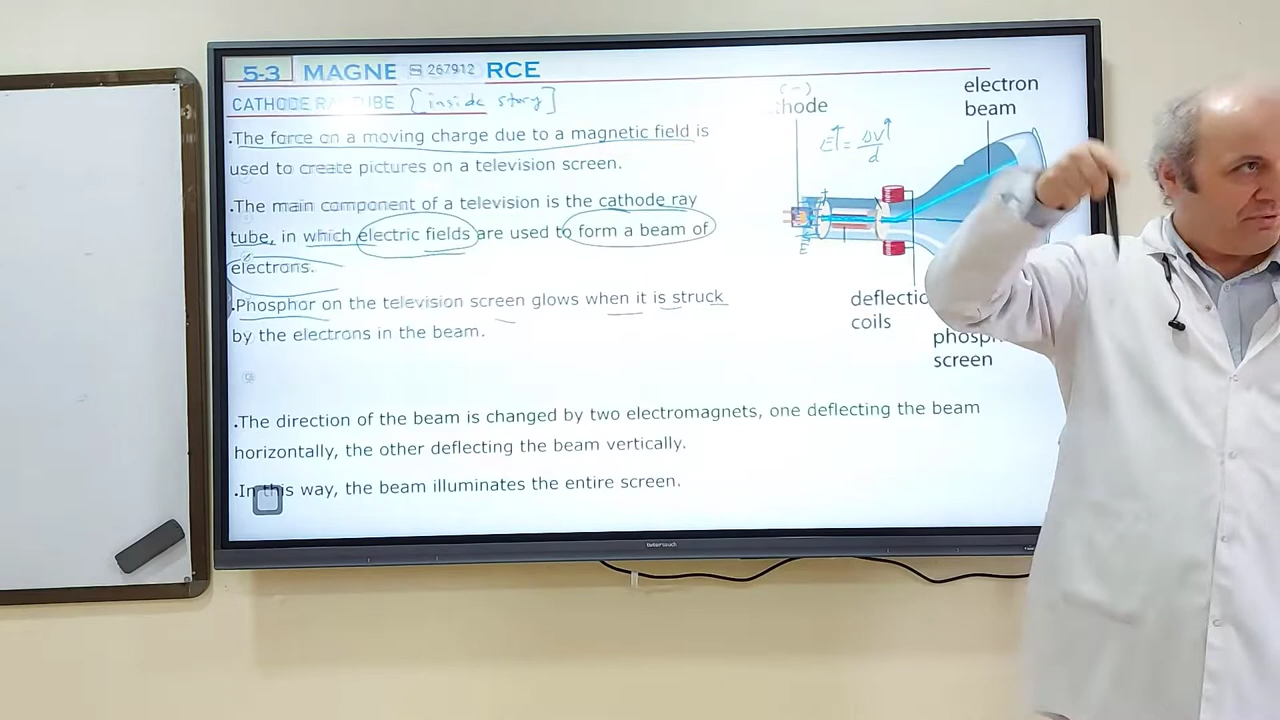 5-3 MAGNE 267912 RCE
CATHODE RAY TUBE [inside story]
.The force on a moving charge due to a magnetic field is
used to create pictures on a television screen.
.The main component of a television is the cathode ray
tube, in which electric fields are used to form a beam of
electrons.
.Phosphor on the television screen glows when it is struck
by the electrons in the beam.
.The direction of the beam is changed by two electromagnets, one deflecting the beam
horizontally, the other deflecting the beam vertically.
.In this way, the beam illuminates the entire screen.
(-)
thode
electron
beam
E↑ = ΔV↑
d
+
E
deflectio
coils
phosph
screen